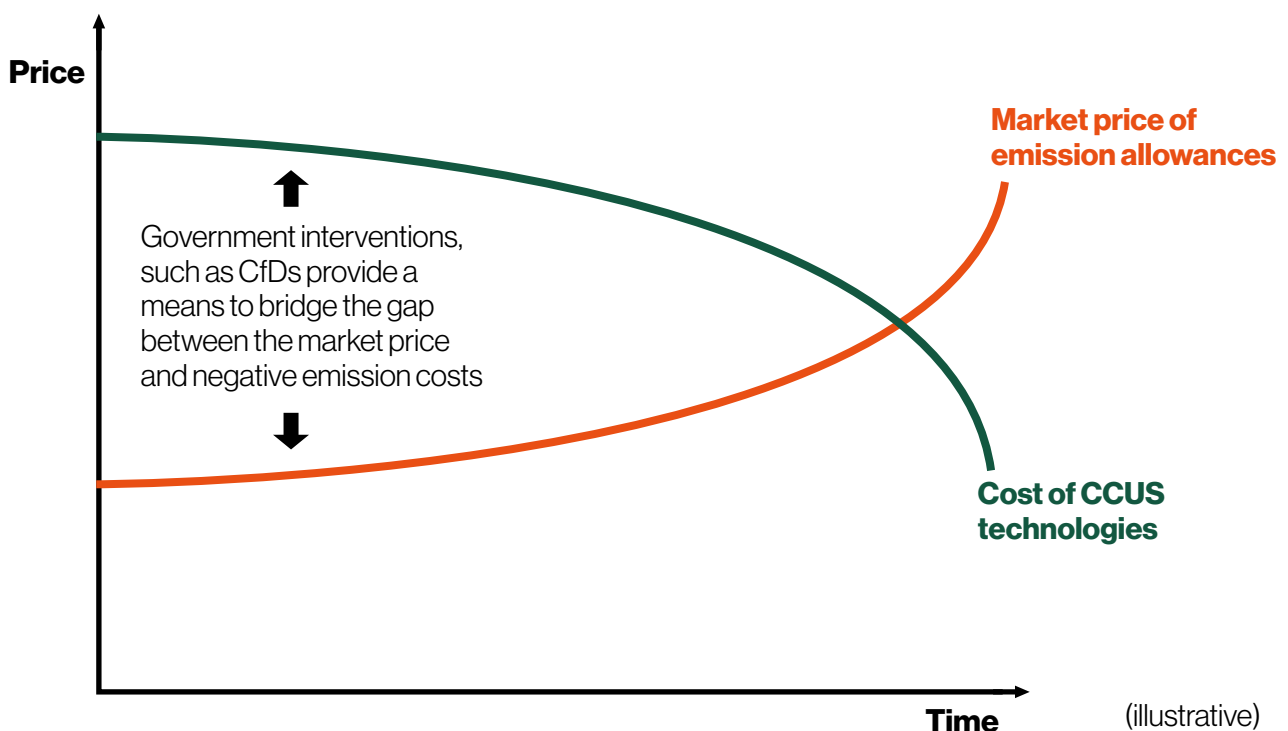 Price
Market price of
emission allowances
Government interventions,
such as CfDs provide a
means to bridge the gap
between the market price
and negative emission costs
Cost of CCUS
technologies
Time
(illustrative)